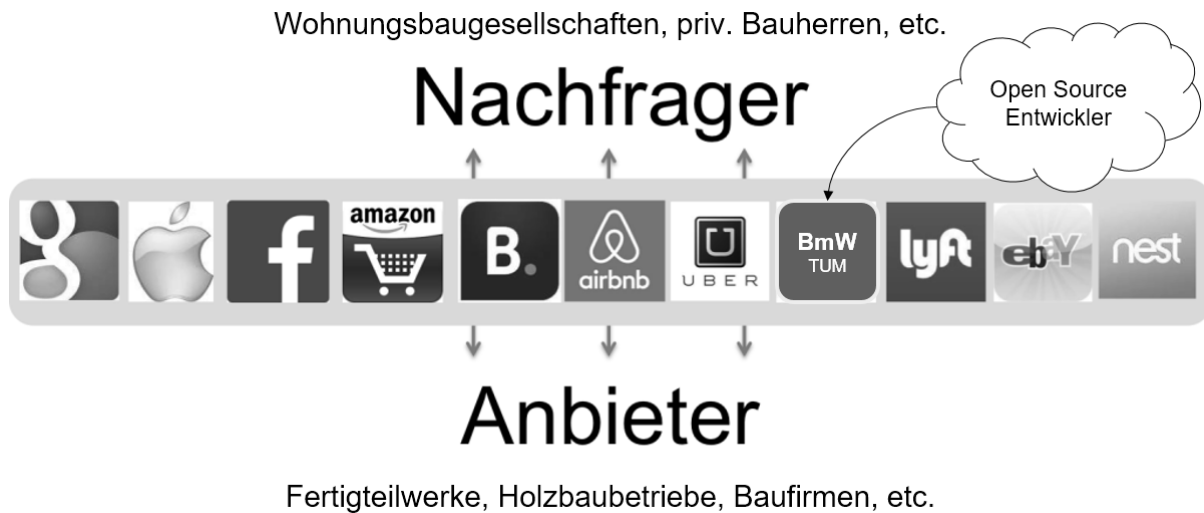 Wohnungsbaugesellschaften, priv. Bauherren, etc.
Nachfrager
Open Source
Entwickler
g
f
amazon
B.
airbnb
U
UBER
BmW
TUM
lyft
ebay
nest
Anbieter
Fertigteilwerke, Holzbaubetriebe, Baufirmen, etc.